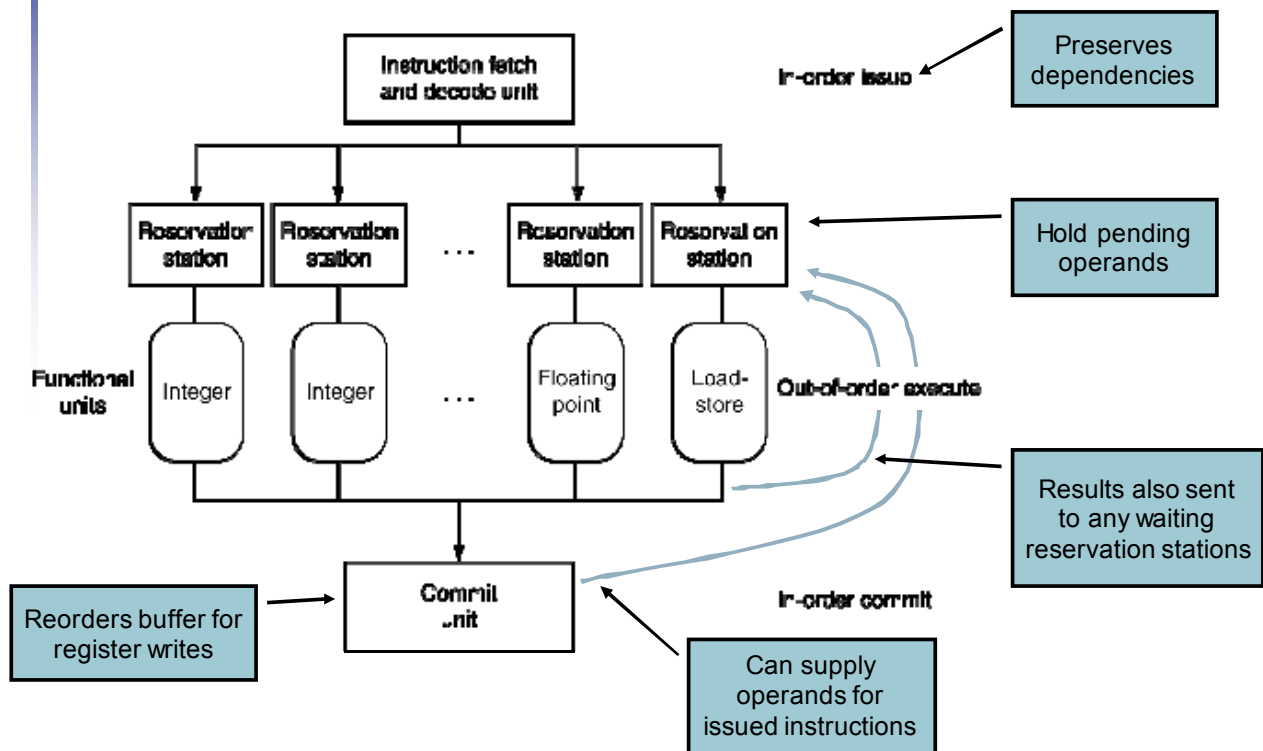 Instruction fetch
and decode unit
In-order issue
Preserves
dependencies
Reservation
station
Reservation
station
...
Reservation
station
Reservation
station
Hold pending
operands
Functional
units
Integer
Integer
...
Floating
point
Load-
store
Out-of-order execute
Results also sent
to any waiting
reservation stations
Commit
unit
In-order commit
Reorders buffer for
register writes
Can supply
operands for
issued instructions